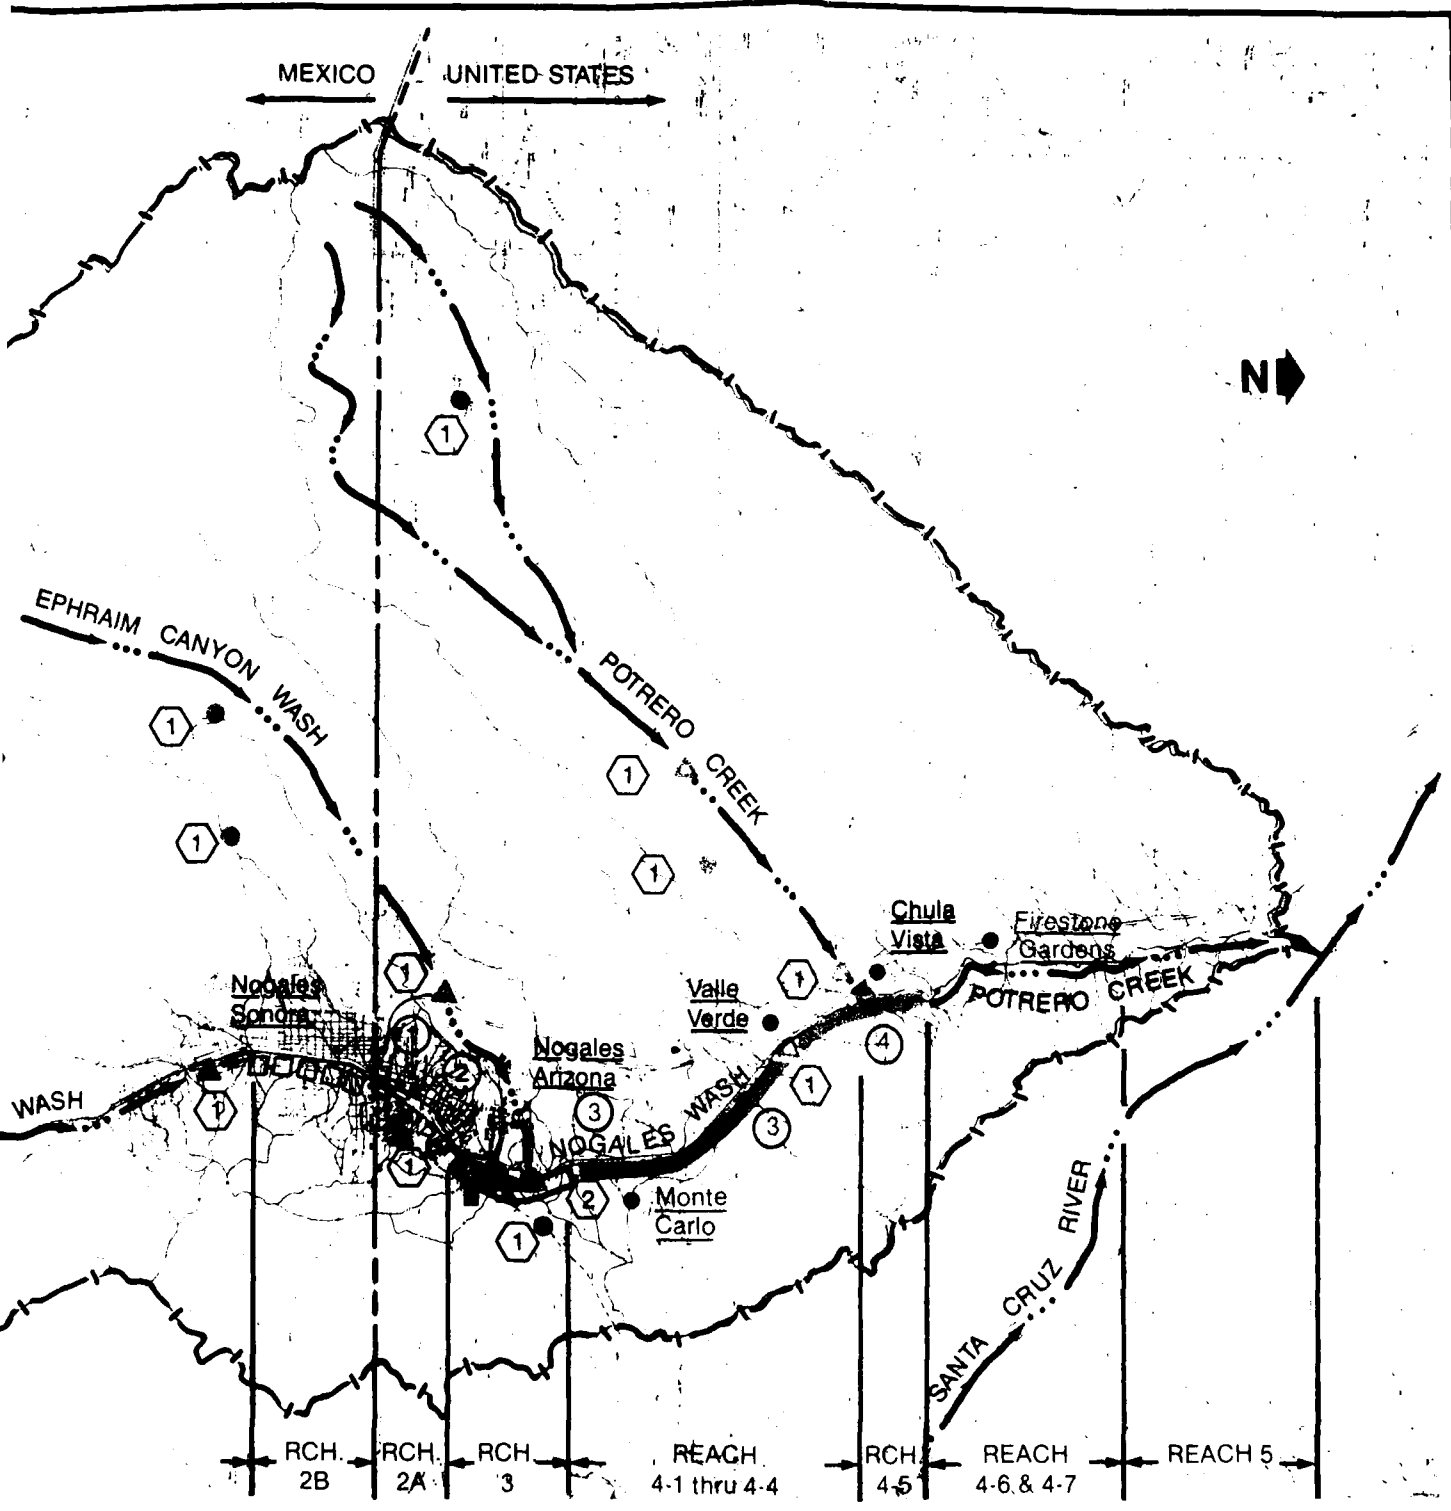 MEXICO
UNITED STATES
N
1
EPHRAIM CANYON WASH
1
POTRERO CREEK
1
1
1
Chula
Vista
Firestone
Gardens
1
1
Nogales
Sonora
Valle
Verde
POTRERO CREEK
1
2
Nogales
Arizona
4
WASH
1
3
NOGALES WASH
1
3
1
2
Monte
Carlo
1
SANTA CRUZ RIVER
RCH.
2B
RCH.
2A
RCH
3
REACH
4-1 thru 4-4
RCH.
4-5
REACH
4-6 & 4-7
REACH 5